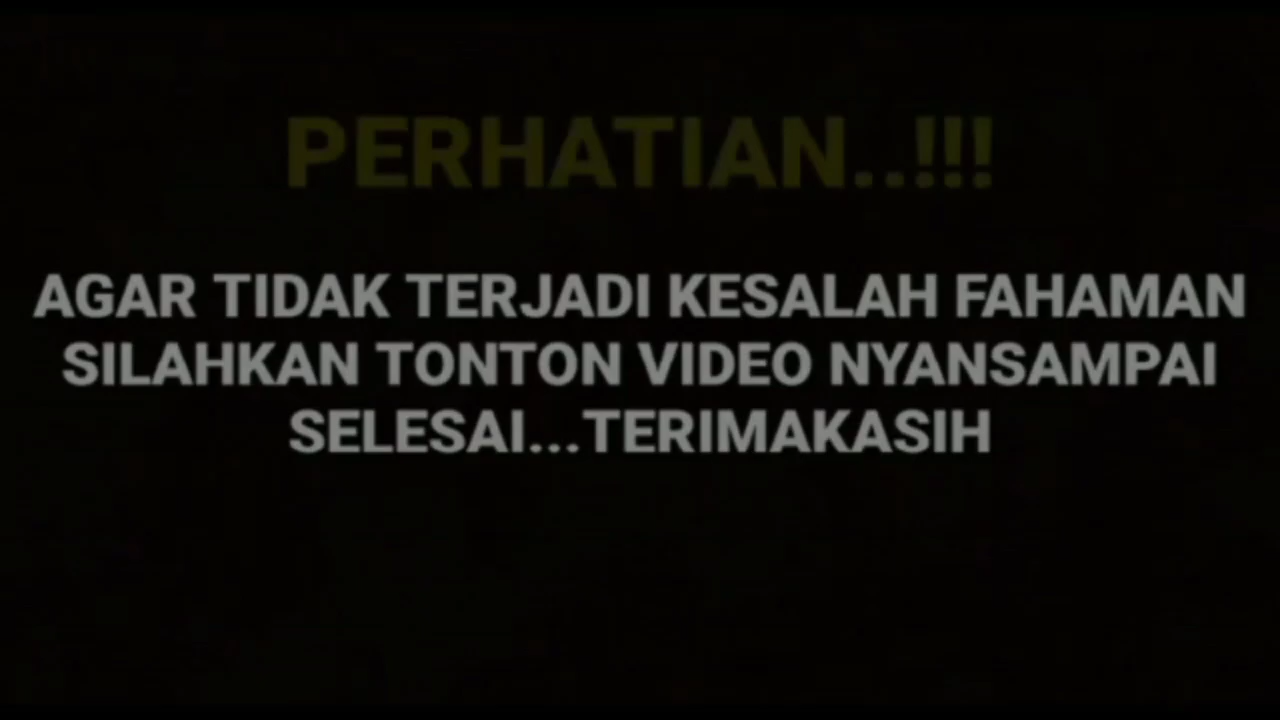 PERHATIAN..!!!
AGAR TIDAK TERJADI KESALAH FAHAMAN
SILAHKAN TONTON VIDEO NYANSAMPAI
SELESAI...TERIMAKASIH